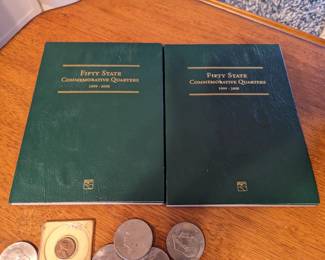 Fifty State
Commemorative Quarters
1999 - 2008
Fifty State
Commemorative Quarters
1999 - 2008